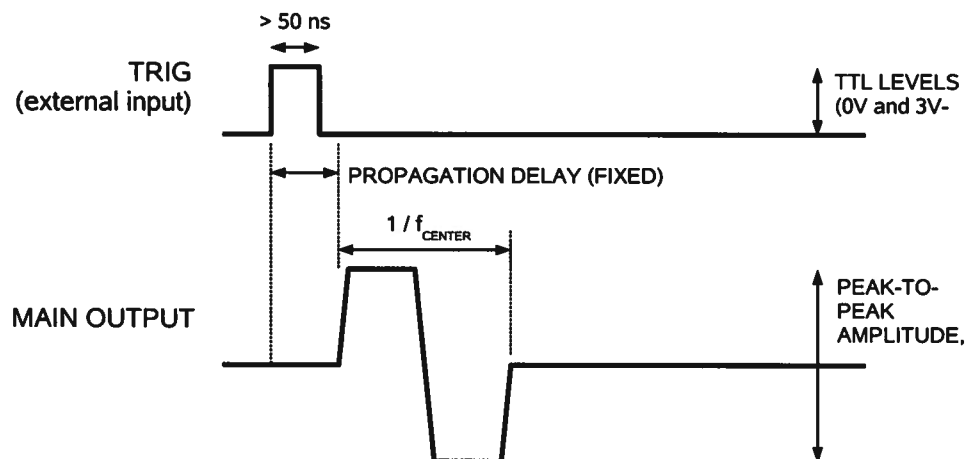 > 50 ns
TRIG
(external input)
TTL LEVELS
(0V and 3V-
PROPAGATION DELAY (FIXED)
1 / fCENTER
MAIN OUTPUT
PEAK-TO-
PEAK
AMPLITUDE,